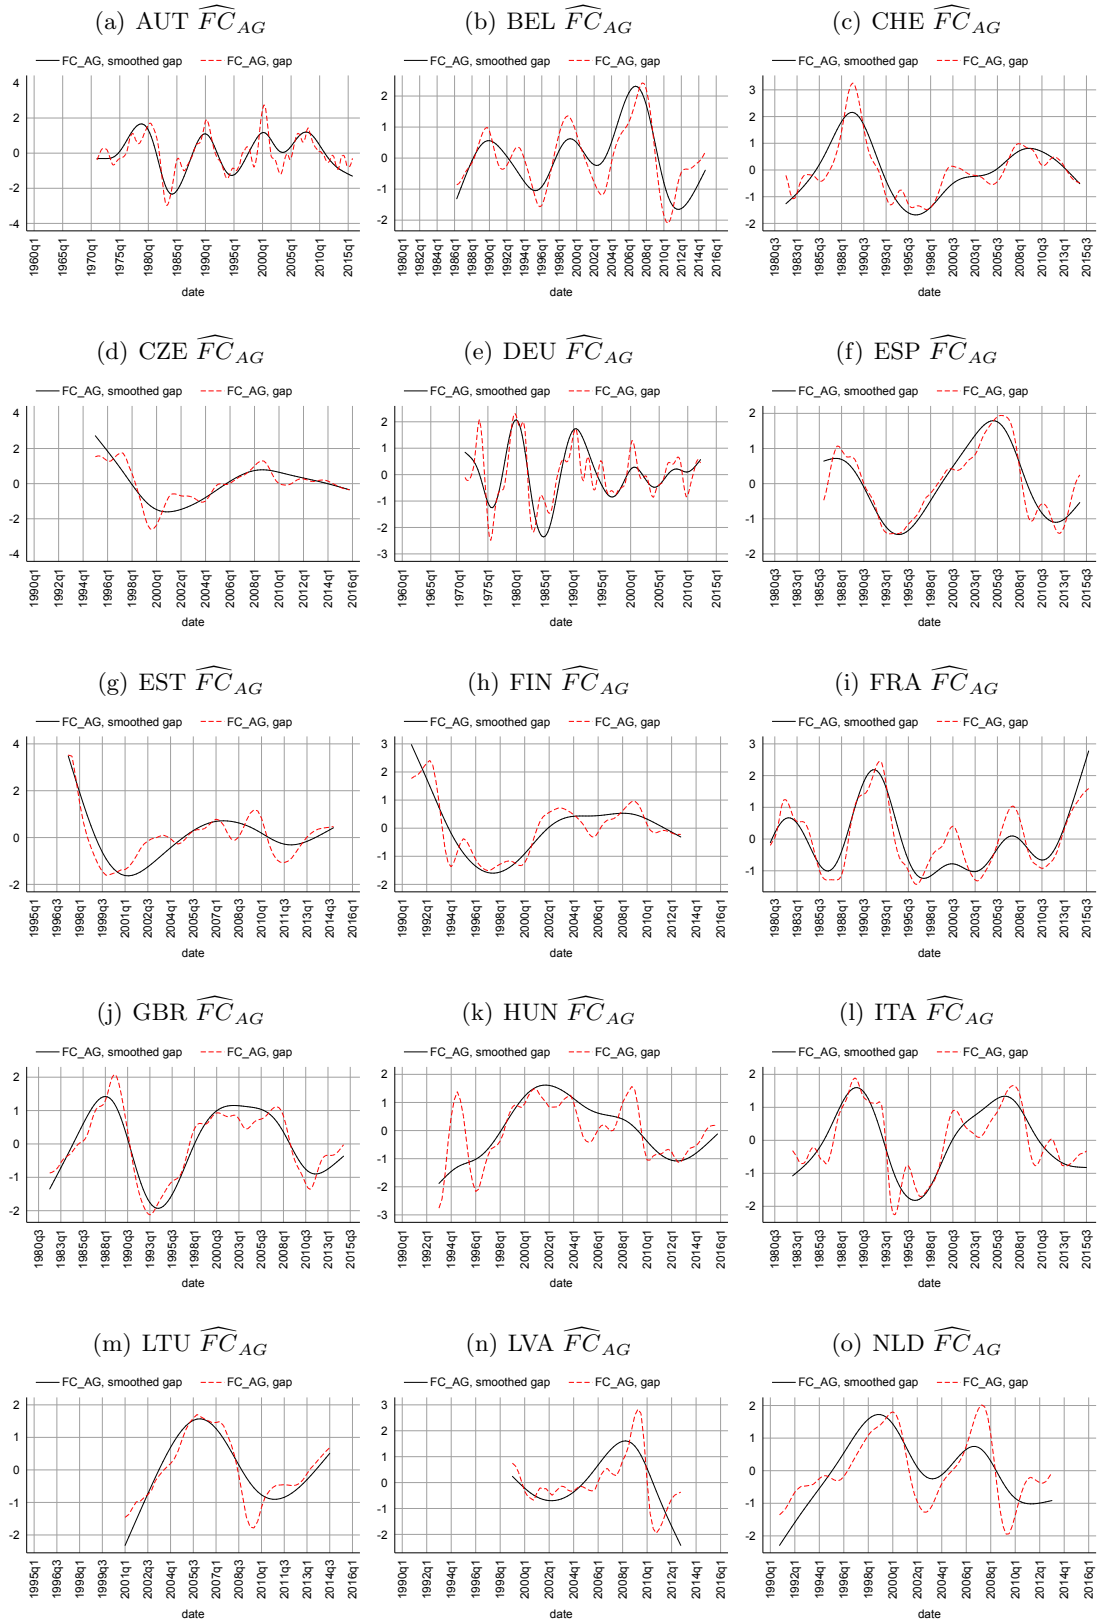 (a) AUT FC_AG
(b) BEL FC_AG
(c) CHE FC_AG
FC_AG, smoothed gap FC_AG, gap
FC_AG, smoothed gap FC_AG, gap
FC_AG, smoothed gap FC_AG, gap
4
2
0
-2
-4
2
1
0
-1
-2
3
2
1
0
-1
-2
1960q1 1965q1 1970q1 1975q1 1980q1 1985q1 1990q1 1995q1 2000q1 2005q1 2010q1 2015q1
1980q1 1982q1 1984q1 1986q1 1988q1 1990q1 1992q1 1994q1 1996q1 1998q1 2000q1 2002q1 2004q1 2006q1 2008q1 2010q1 2012q1 2014q1 2016q1
1980q3 1983q1 1985q3 1988q1 1990q3 1993q1 1995q3 1998q1 2000q3 2003q1 2005q3 2008q1 2010q3 2013q1 2015q3
date
date
date
(d) CZE FC_AG
(e) DEU FC_AG
(f) ESP FC_AG
FC_AG, smoothed gap FC_AG, gap
FC_AG, smoothed gap FC_AG, gap
FC_AG, smoothed gap FC_AG, gap
4
2
0
-2
-4
2
1
0
-1
-2
-3
2
1
0
-1
-2
1990q1 1992q1 1994q1 1996q1 1998q1 2000q1 2002q1 2004q1 2006q1 2008q1 2010q1 2012q1 2014q1 2016q1
1960q1 1965q1 1970q1 1975q1 1980q1 1985q1 1990q1 1995q1 2000q1 2005q1 2010q1 2015q1
1980q3 1983q1 1985q3 1988q1 1990q3 1993q1 1995q3 1998q1 2000q3 2003q1 2005q3 2008q1 2010q3 2013q1 2015q3
date
date
date
(g) EST FC_AG
(h) FIN FC_AG
(i) FRA FC_AG
FC_AG, smoothed gap FC_AG, gap
FC_AG, smoothed gap FC_AG, gap
FC_AG, smoothed gap FC_AG, gap
4
2
0
-2
3
2
1
0
-1
-2
3
2
1
0
-1
1995q1 1996q3 1998q1 1999q3 2001q1 2002q3 2004q1 2005q3 2007q1 2008q3 2010q1 2011q3 2013q1 2014q3 2016q1
1990q1 1992q1 1994q1 1996q1 1998q1 2000q1 2002q1 2004q1 2006q1 2008q1 2010q1 2012q1 2014q1 2016q1
1980q3 1983q1 1985q3 1988q1 1990q3 1993q1 1995q3 1998q1 2000q3 2003q1 2005q3 2008q1 2010q3 2013q1 2015q3
date
date
date
(j) GBR FC_AG
(k) HUN FC_AG
(l) ITA FC_AG
FC_AG, smoothed gap FC_AG, gap
FC_AG, smoothed gap FC_AG, gap
FC_AG, smoothed gap FC_AG, gap
2
1
0
-1
-2
2
1
0
-1
-2
-3
2
1
0
-1
-2
1980q3 1983q1 1985q3 1988q1 1990q3 1993q1 1995q3 1998q1 2000q3 2003q1 2005q3 2008q1 2010q3 2013q1 2015q3
1990q1 1992q1 1994q1 1996q1 1998q1 2000q1 2002q1 2004q1 2006q1 2008q1 2010q1 2012q1 2014q1 2016q1
1980q3 1983q1 1985q3 1988q1 1990q3 1993q1 1995q3 1998q1 2000q3 2003q1 2005q3 2008q1 2010q3 2013q1 2015q3
date
date
date
(m) LTU FC_AG
(n) LVA FC_AG
(o) NLD FC_AG
FC_AG, smoothed gap FC_AG, gap
FC_AG, smoothed gap FC_AG, gap
FC_AG, smoothed gap FC_AG, gap
2
1
0
-1
-2
3
2
1
0
-1
-2
2
1
0
-1
-2
1995q1 1996q3 1998q1 1999q3 2001q1 2002q3 2004q1 2005q3 2007q1 2008q3 2010q1 2011q3 2013q1 2014q3 2016q1
1990q1 1992q1 1994q1 1996q1 1998q1 2000q1 2002q1 2004q1 2006q1 2008q1 2010q1 2012q1 2014q1 2016q1
1990q1 1992q1 1994q1 1996q1 1998q1 2000q1 2002q1 2004q1 2006q1 2008q1 2010q1 2012q1 2014q1 2016q1
date
date
date